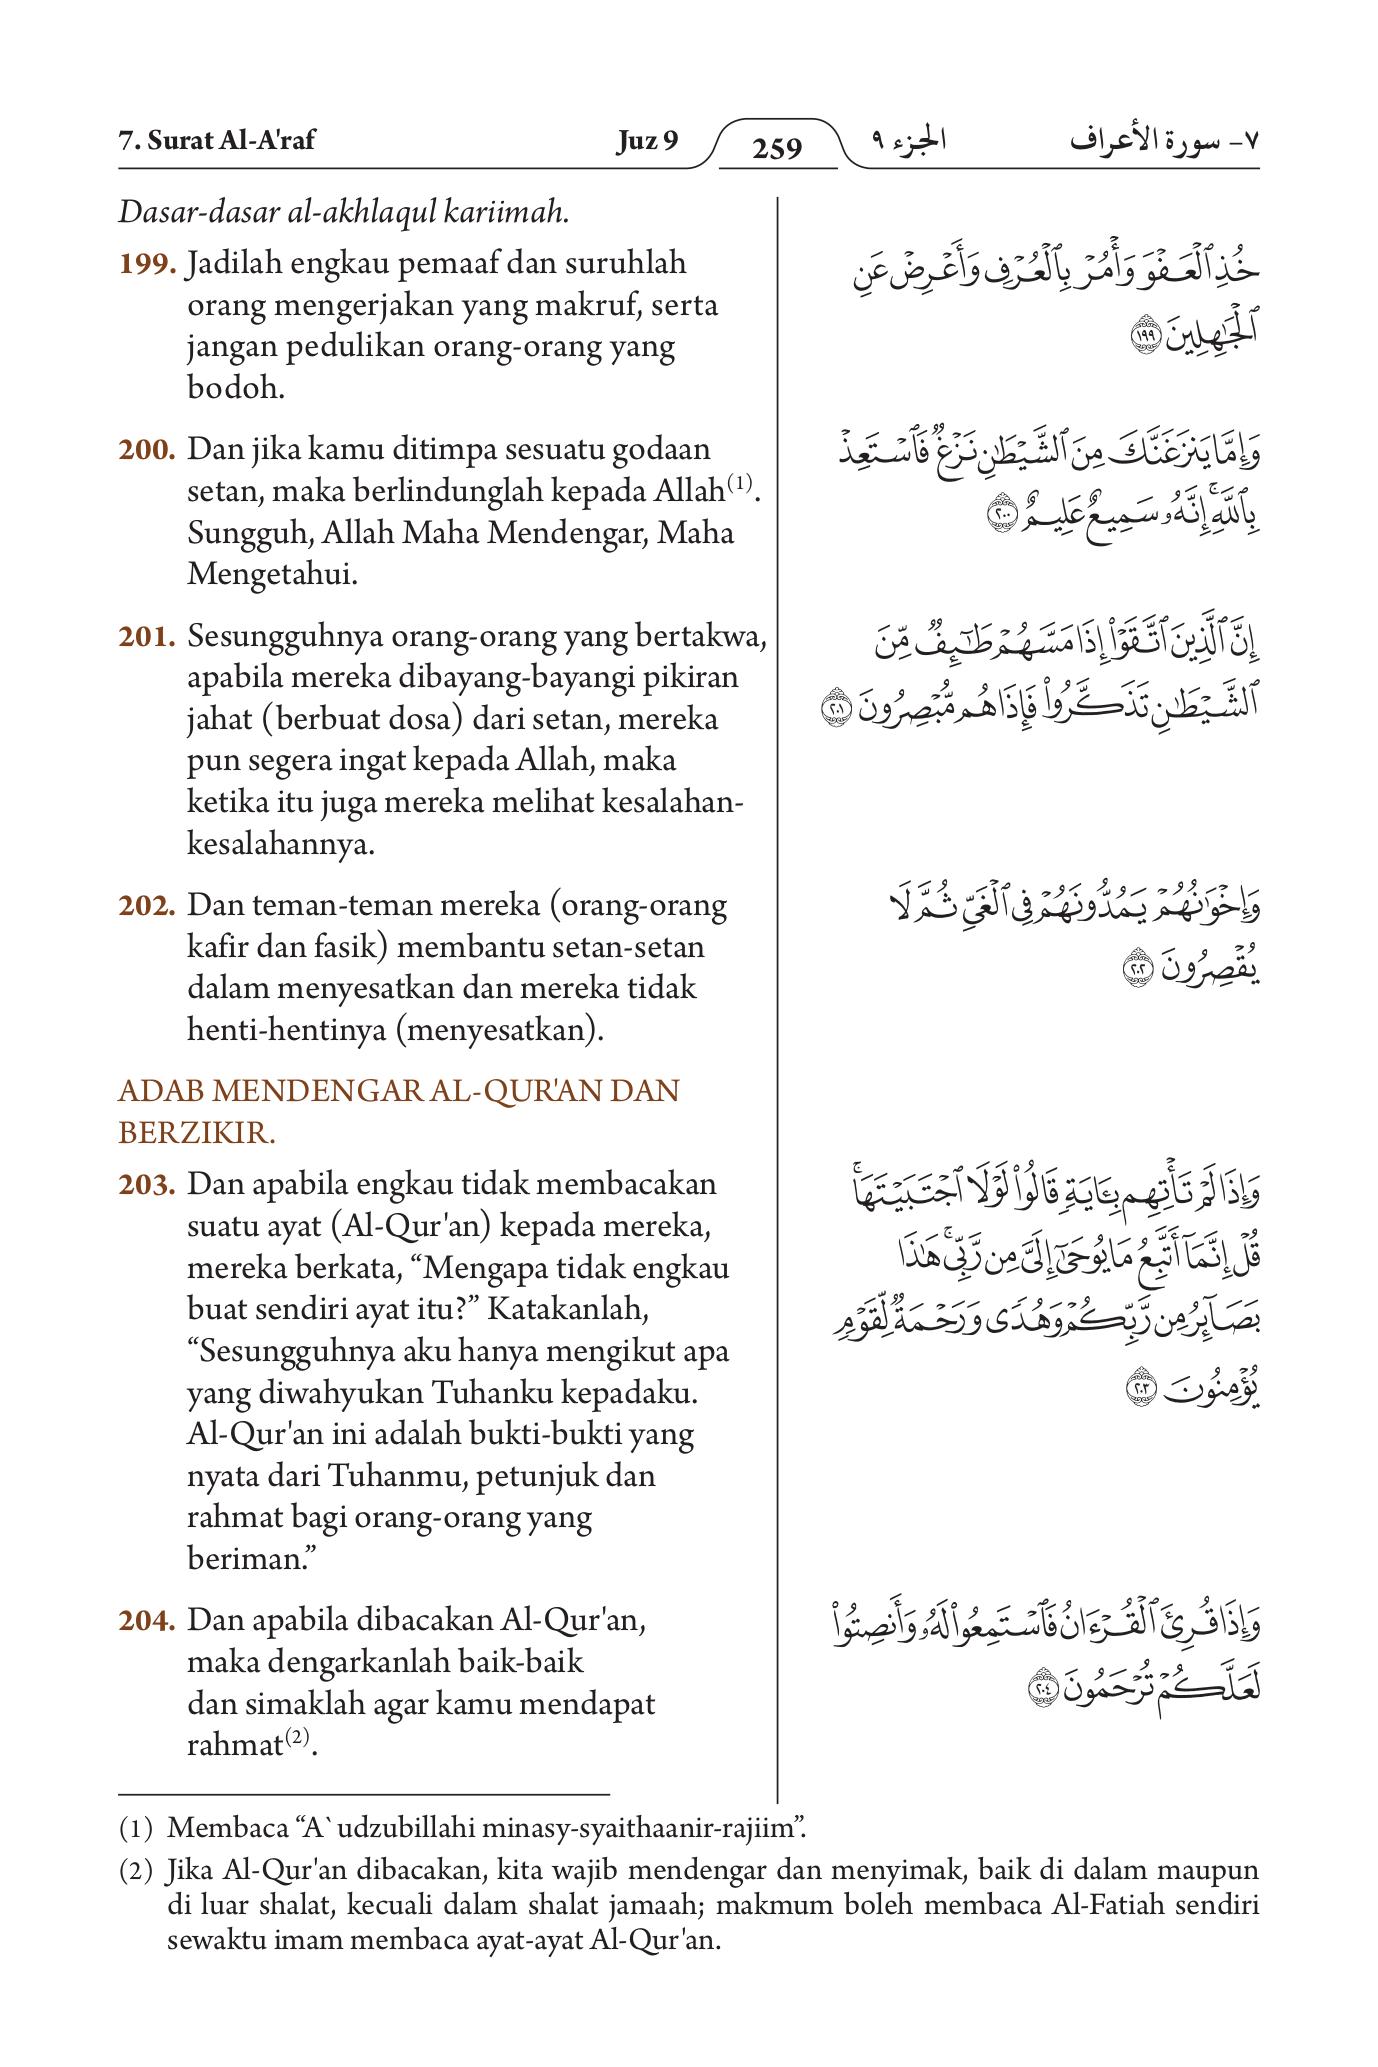 7. Surat Al-A'raf
Juz 9
259
الجزء ٩
٧- سورة الأعراف
Dasar-dasar al-akhlaqul kariimah.
199. Jadilah engkau pemaaf dan suruhlah
orang mengerjakan yang makruf, serta
jangan pedulikan orang-orang yang
bodoh.
200. Dan jika kamu ditimpa sesuatu godaan
setan, maka berlindunglah kepada Allah(1).
Sungguh, Allah Maha Mendengar, Maha
Mengetahui.
201. Sesungguhnya orang-orang yang bertakwa,
apabila mereka dibayang-bayangi pikiran
jahat (berbuat dosa) dari setan, mereka
pun segera ingat kepada Allah, maka
ketika itu juga mereka melihat kesalahan-
kesalahannya.
202. Dan teman-teman mereka (orang-orang
kafir dan fasik) membantu setan-setan
dalam menyesatkan dan mereka tidak
henti-hentinya (menyesatkan).
ADAB MENDENGAR AL-QUR'AN DAN
BERZIKIR.
203. Dan apabila engkau tidak membacakan
suatu ayat (Al-Qur'an) kepada mereka,
mereka berkata, “Mengapa tidak engkau
buat sendiri ayat itu?” Katakanlah,
“Sesungguhnya aku hanya mengikut apa
yang diwahyukan Tuhanku kepadaku.
Al-Qur'an ini adalah bukti-bukti yang
nyata dari Tuhanmu, petunjuk dan
rahmat bagi orang-orang yang
beriman.”
204. Dan apabila dibacakan Al-Qur'an,
maka dengarkanlah baik-baik
dan simaklah agar kamu mendapat
rahmat(2).
خُذِ ٱلْعَفْوَ وَأْمُرْ بِٱلْعُرْفِ وَأَعْرِضْ عَنِ
ٱلْجَٰهِلِينَ ١٩٩
وَإِمَّا يَنزَغَنَّكَ مِنَ ٱلشَّيْطَٰنِ نَزْغٌ فَٱسْتَعِذْ
بِٱللَّهِ ۚ إِنَّهُۥ سَمِيعٌ عَلِيمٌ ٢٠٠
إِنَّ ٱلَّذِينَ ٱتَّقَوْا۟ إِذَا مَسَّهُمْ طَٰٓئِفٌ مِّنَ
ٱلشَّيْطَٰنِ تَذَكَّرُوا۟ فَإِذَا هُم مُّبْصِرُونَ ٢٠١
وَإِخْوَٰنُهُمْ يَمُدُّونَهُمْ فِى ٱلْغَىِّ ثُمَّ لَا
يُقْصِرُونَ ٢٠٢
وَإِذَا لَمْ تَأْتِهِم بِـَٔايَةٍ قَالُوا۟ لَوْلَا ٱجْتَبَيْتَهَا ۚ
قُلْ إِنَّمَآ أَتَّبِعُ مَا يُوحَىٰٓ إِلَىَّ مِن رَّبِّى ۚ هَٰذَا
بَصَآئِرُ مِن رَّبِّكُمْ وَهُدًى وَرَحْمَةٌ لِّقَوْمٍ
يُؤْمِنُونَ ٢٠٣
وَإِذَا قُرِئَ ٱلْقُرْءَانُ فَٱسْتَمِعُوا۟ لَهُۥ وَأَنصِتُوا۟
لَعَلَّكُمْ تُرْحَمُونَ ٢٠٤
(1) Membaca “A`udzubillahi minasy-syaithaanir-rajiim”.
(2) Jika Al-Qur'an dibacakan, kita wajib mendengar dan menyimak, baik di dalam maupun
di luar shalat, kecuali dalam shalat jamaah; makmum boleh membaca Al-Fatiah sendiri
sewaktu imam membaca ayat-ayat Al-Qur'an.